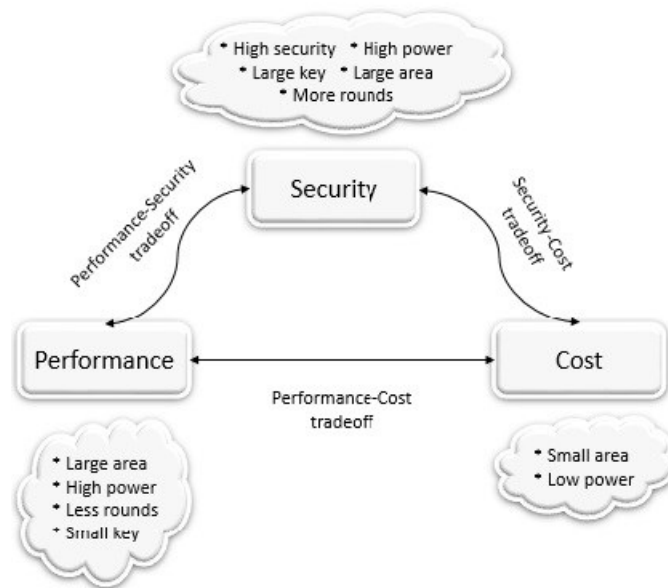 * High security * High power
* Large key * Large area
* More rounds
Security
Performance-Security
tradeoff
Security-Cost
tradeoff
Performance
Cost
Performance-Cost
tradeoff
* Large area
* High power
* Less rounds
* Small key
* Small area
* Low power